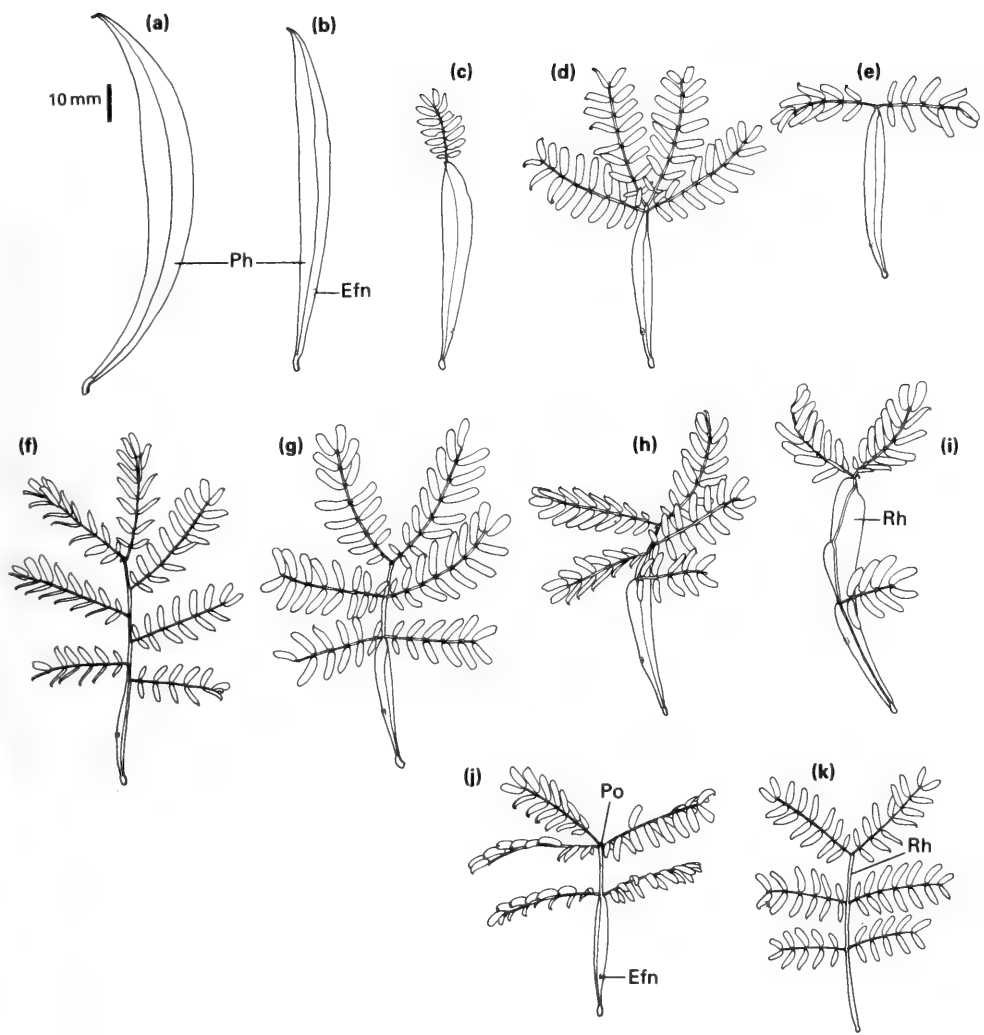 (a)
(b)
(c)
(d)
(e)
10 mm
Ph
Efn
(f)
(g)
(h)
(i)
Rh
(j)
Po
(k)
Rh
Efn